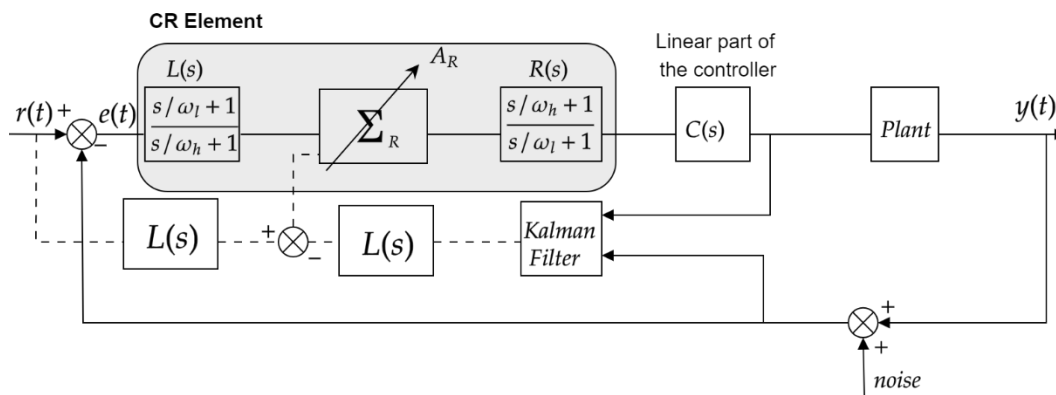 CR Element
L(s)
A_R
R(s)
Linear part of
the controller
r(t) +
e(t)
−
s/ω_l + 1
s/ω_h + 1
Σ_R
s/ω_h + 1
s/ω_l + 1
C(s)
Plant
y(t)
L(s)
+
−
L(s)
Kalman
Filter
+
+
noise